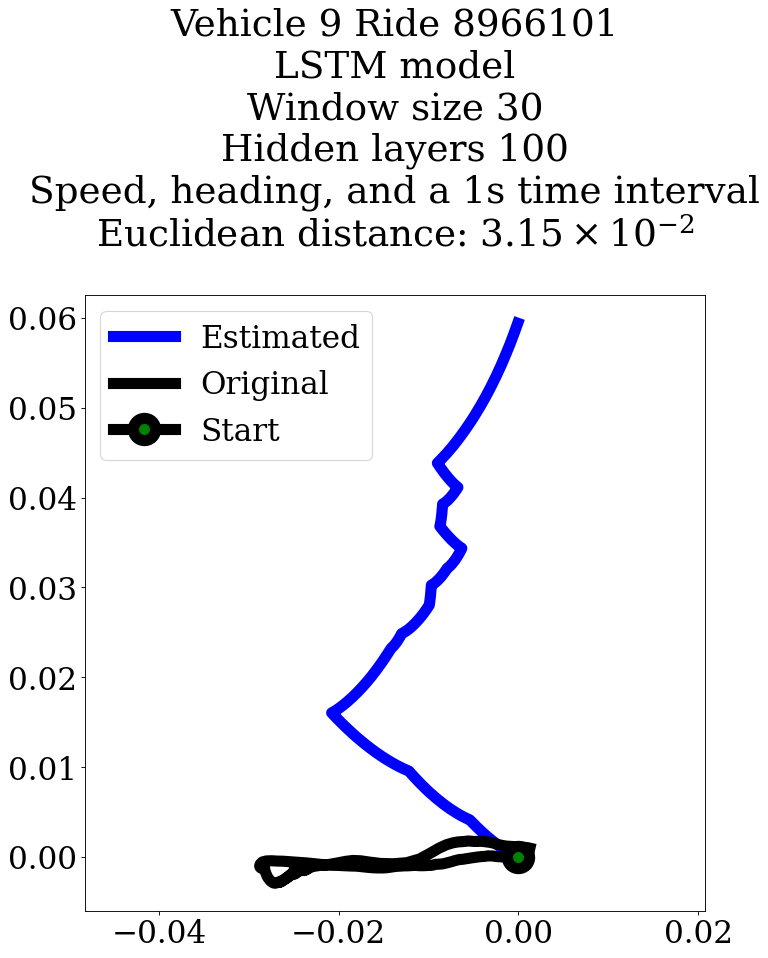 Vehicle 9 Ride 8966101
LSTM model
Window size 30
Hidden layers 100
Speed, heading, and a 1s time interval
Euclidean distance: 3.15 × 10⁻²
Estimated
Original
Start
0.06
0.05
0.04
0.03
0.02
0.01
0.00
−0.04 −0.02 0.00 0.02